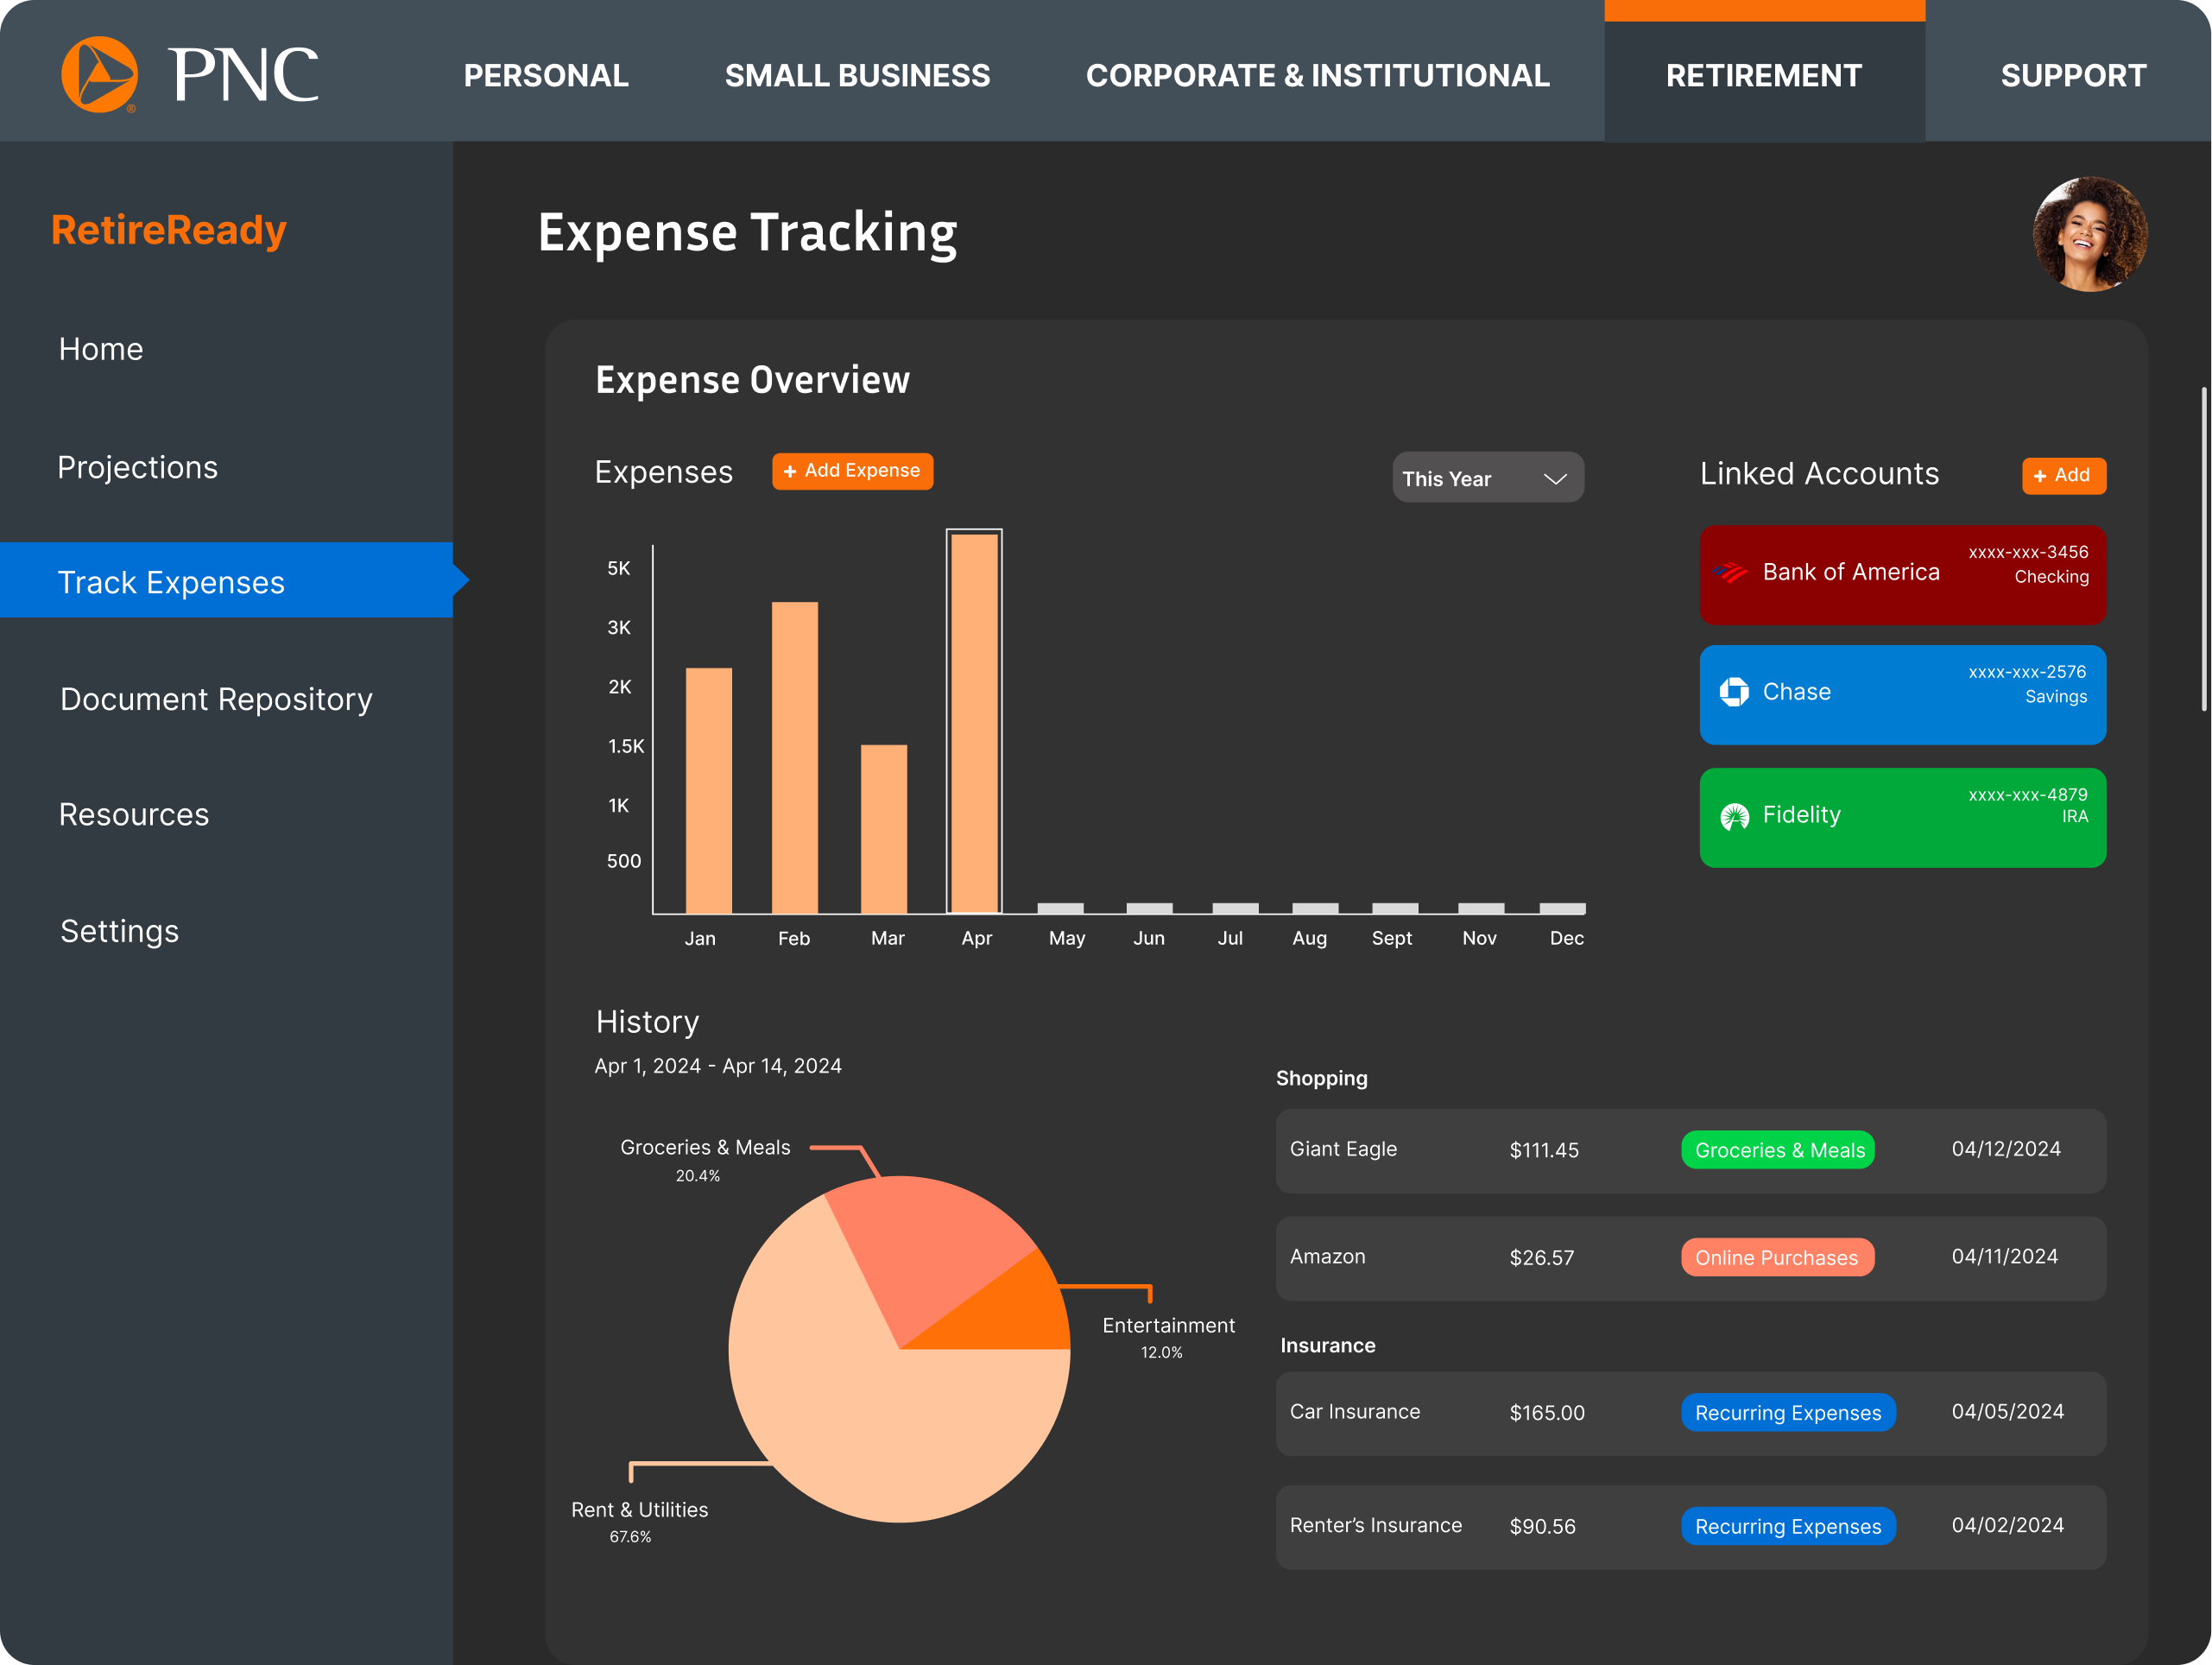 PNC
®
PERSONAL
SMALL BUSINESS
CORPORATE & INSTITUTIONAL
RETIREMENT
SUPPORT
RetireReady
Home
Projections
Track Expenses
Document Repository
Resources
Settings
Expense Tracking
Expense Overview
Expenses
+ Add Expense
This Year
5K
3K
2K
1.5K
1K
500
Jan Feb Mar Apr May Jun Jul Aug Sept Nov Dec
Linked Accounts
+ Add
Bank of America
xxxx-xxx-3456
Checking
Chase
xxxx-xxx-2576
Savings
Fidelity
xxxx-xxx-4879
IRA
History
Apr 1, 2024 - Apr 14, 2024
Groceries & Meals
20.4%
Entertainment
12.0%
Rent & Utilities
67.6%
Shopping
Giant Eagle $111.45 Groceries & Meals 04/12/2024
Amazon $26.57 Online Purchases 04/11/2024
Insurance
Car Insurance $165.00 Recurring Expenses 04/05/2024
Renter’s Insurance $90.56 Recurring Expenses 04/02/2024